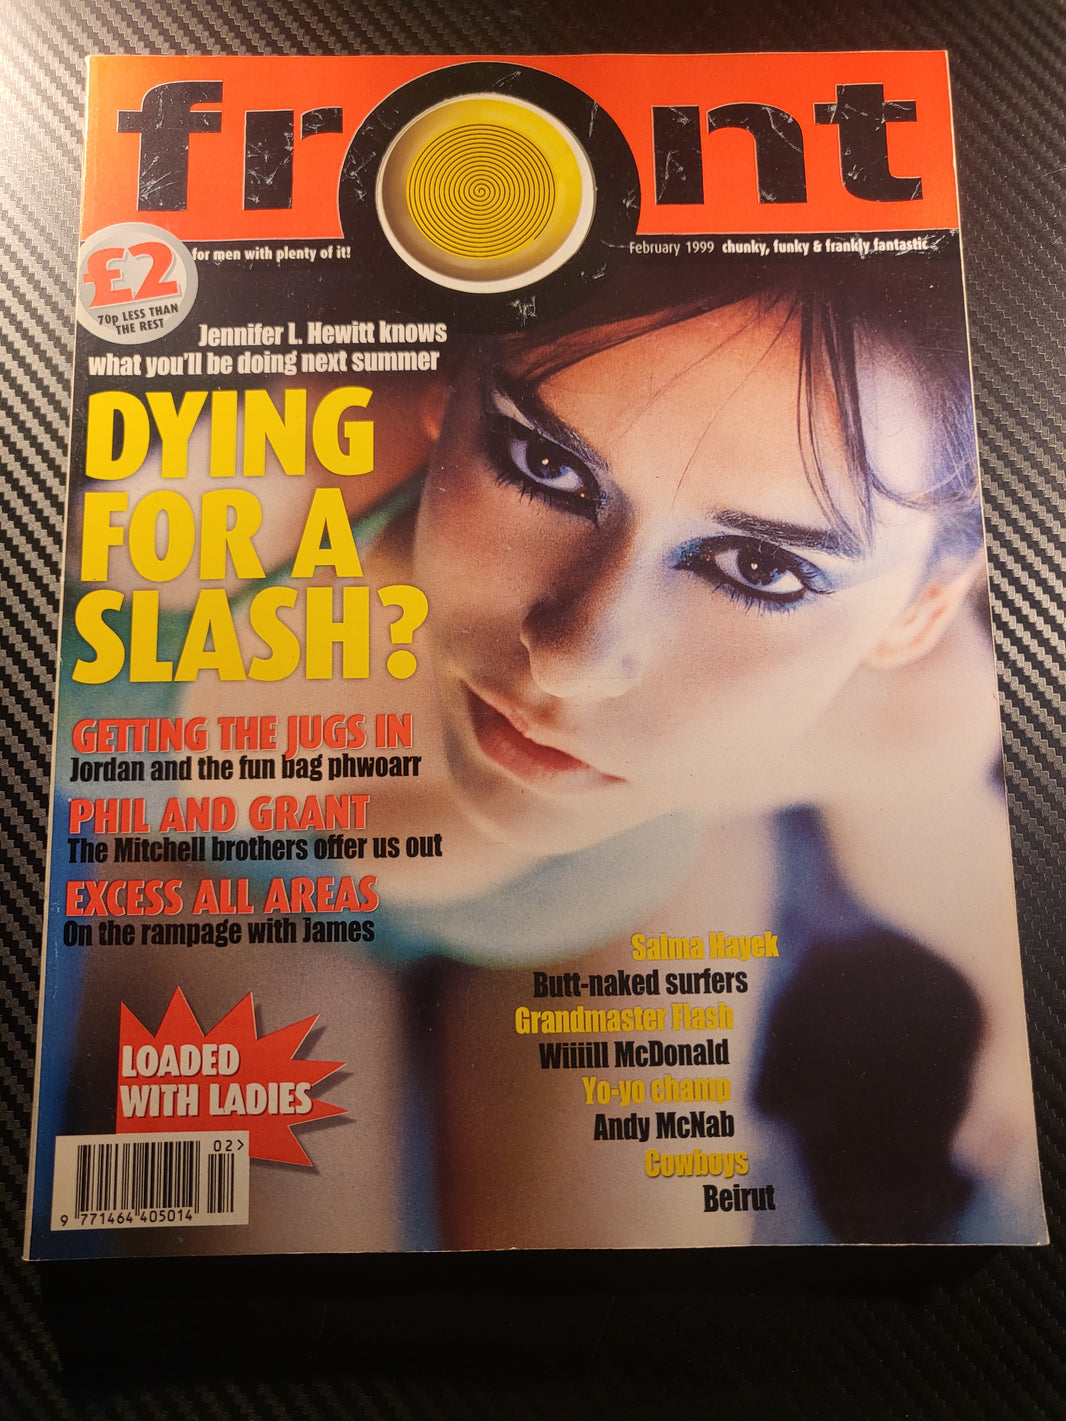 front
for men with plenty of it!
February 1999 chunky, funky & frankly fantastic
£2
70p LESS THAN
THE REST
Jennifer L. Hewitt knows
what you'll be doing next summer
DYING
FOR A
SLASH?
GETTING THE JUGS IN
Jordan and the fun bag phwoarr
PHIL AND GRANT
The Mitchell brothers offer us out
EXCESS ALL AREAS
On the rampage with James
Salma Hayek
Butt-naked surfers
Grandmaster Flash
Wiiiiill McDonald
Yo-yo champ
Andy McNab
Cowboys
Beirut
LOADED
WITH LADIES
02>
9 771464 405014